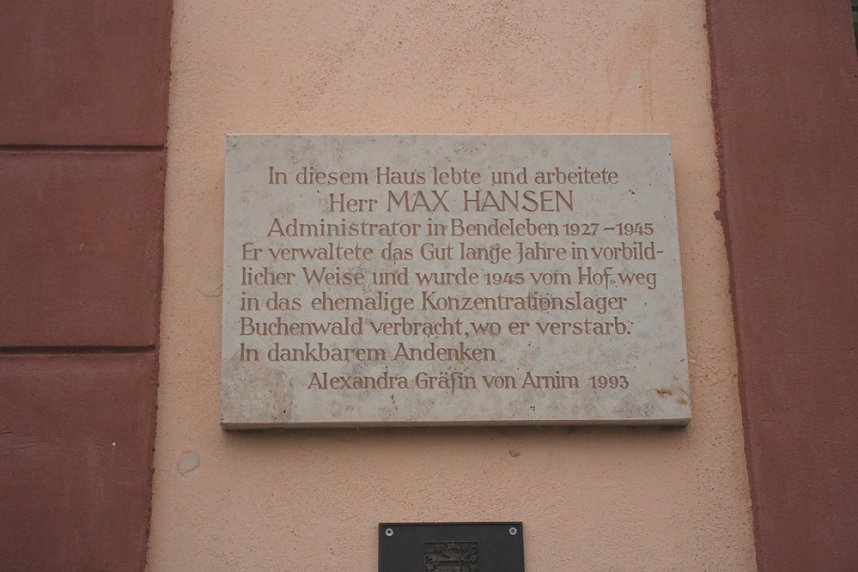 In diesem Haus lebte und arbeitete
Herr MAX HANSEN
Administrator in Bendeleben 1927-1945
Er verwaltete das Gut lange Jahre in vorbild-
licher Weise und wurde 1945 vom Hof weg
in das ehemalige Konzentrationslager
Buchenwald verbracht, wo er verstarb.
In dankbarem Andenken
Alexandra Gräfin von Arnim 1993